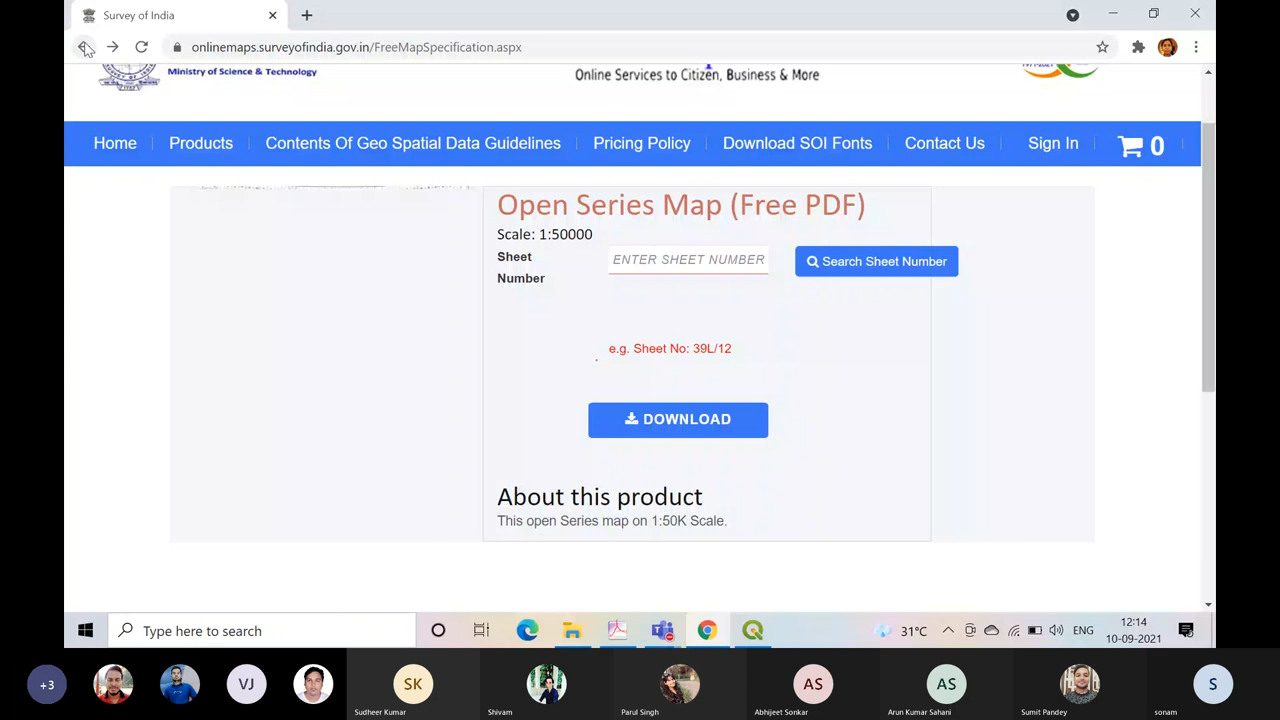 Survey of India
onlinemaps.surveyofindia.gov.in/FreeMapSpecification.aspx
Ministry of Science & Technology
Online Services to Citizen, Business & More
Home
Products
Contents Of Geo Spatial Data Guidelines
Pricing Policy
Download SOI Fonts
Contact Us
Sign In
0
Open Series Map (Free PDF)
Scale: 1:50000
Sheet
Number
ENTER SHEET NUMBER
Search Sheet Number
e.g. Sheet No: 39L/12
DOWNLOAD
About this product
This open Series map on 1:50K Scale.
Type here to search
31°C
ENG
12:14
10-09-2021
+3
VJ
SK
Sudheer Kumar
Shivam
Parul Singh
AS
Abhijeet Sonkar
AS
Arun Kumar Sahani
Sumit Pandey
S
sonam